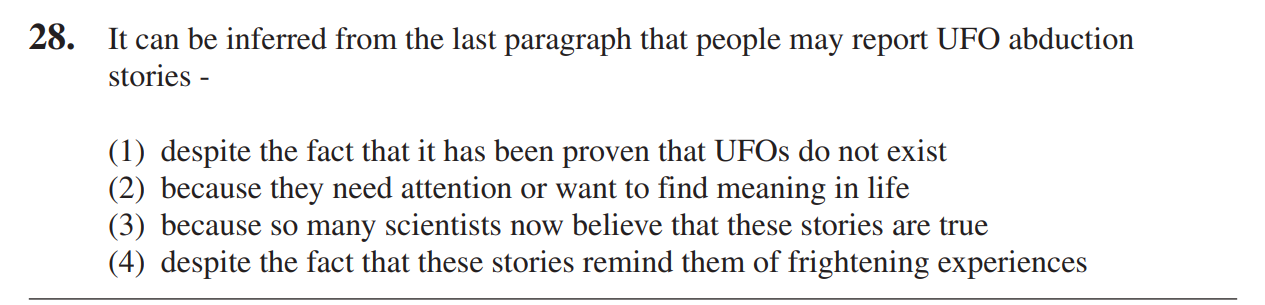 28. It can be inferred from the last paragraph that people may report UFO abduction
stories -
(1) despite the fact that it has been proven that UFOs do not exist
(2) because they need attention or want to find meaning in life
(3) because so many scientists now believe that these stories are true
(4) despite the fact that these stories remind them of frightening experiences